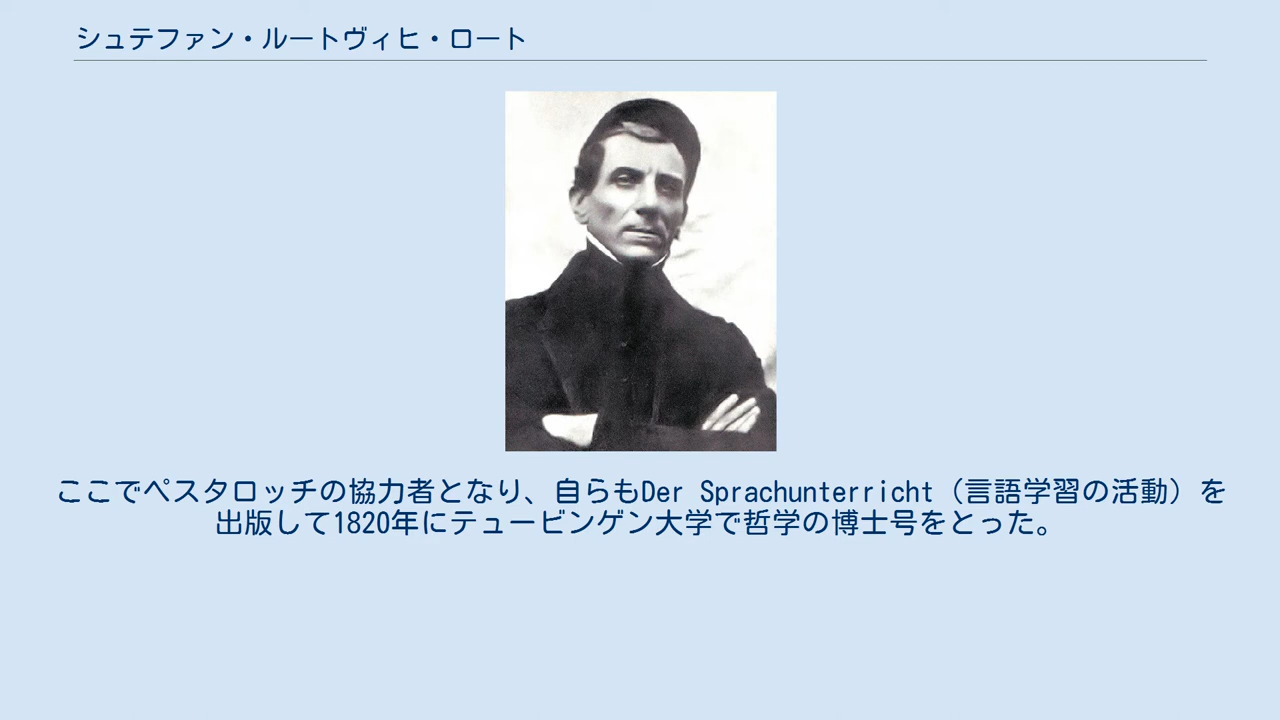 シュテファン・ルートヴィヒ・ロート
ここでペスタロッチの協力者となり、自らもDer Sprachunterricht（言語学習の活動）を
出版して1820年にテュービンゲン大学で哲学の博士号をとった。